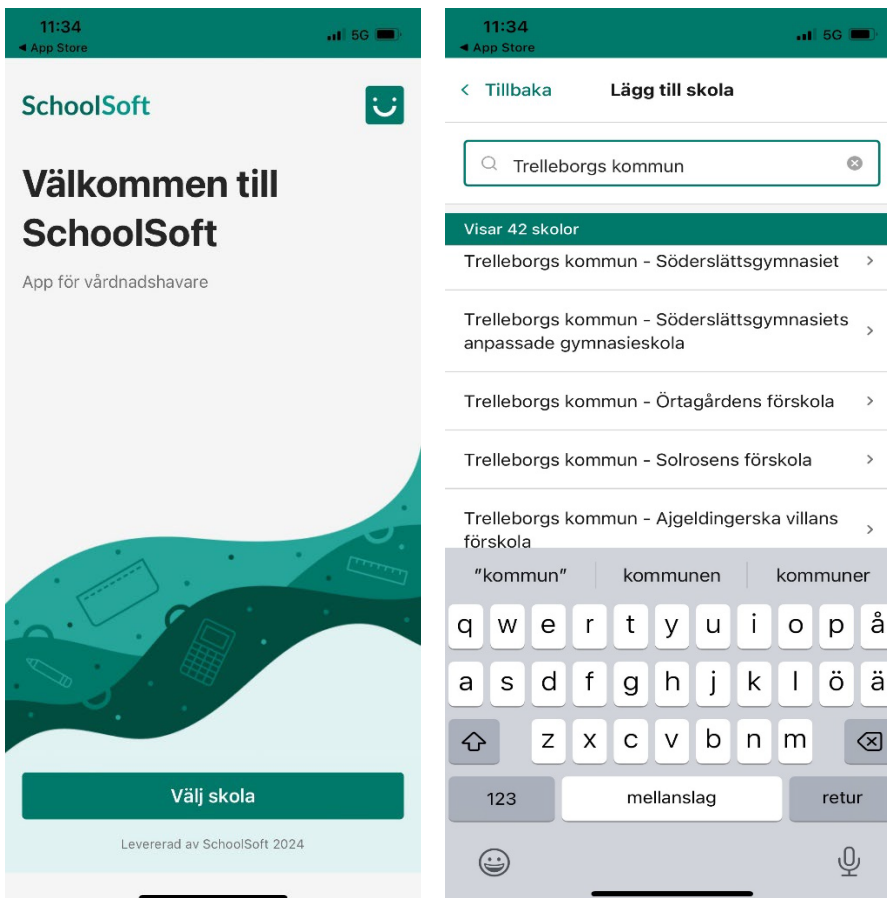 11:34
5G
◀ App Store
SchoolSoft
Välkommen till
SchoolSoft
App för vårdnadshavare
Välj skola
Levererad av SchoolSoft 2024
11:34
5G
◀ App Store
< Tillbaka
Lägg till skola
Trelleborgs kommun
Visar 42 skolor
Trelleborgs kommun - Söderslättsgymnasiet
Trelleborgs kommun - Söderslättsgymnasiets
anpassade gymnasieskola
Trelleborgs kommun - Örtagårdens förskola
Trelleborgs kommun - Solrosens förskola
Trelleborgs kommun - Ajgeldingerska villans
förskola
"kommun" kommunen kommuner
q w e r t y u i o p å
a s d f g h j k l ö ä
z x c v b n m
123 mellanslag retur